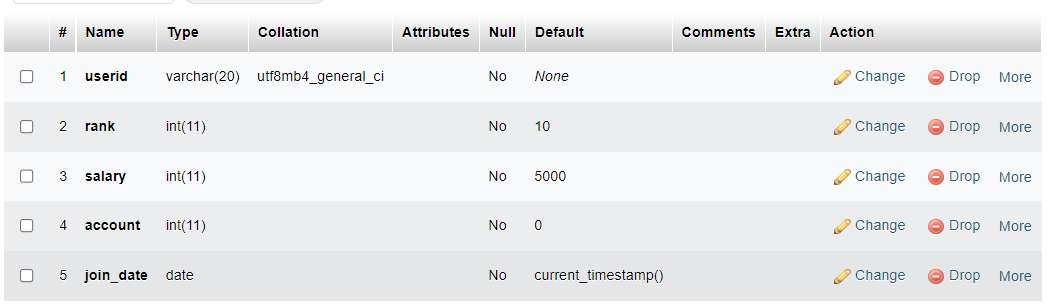 # Name Type Collation Attributes Null Default Comments Extra Action
1 userid varchar(20) utf8mb4_general_ci No None Change Drop More
2 rank int(11) No 10 Change Drop More
3 salary int(11) No 5000 Change Drop More
4 account int(11) No 0 Change Drop More
5 join_date date No current_timestamp() Change Drop More